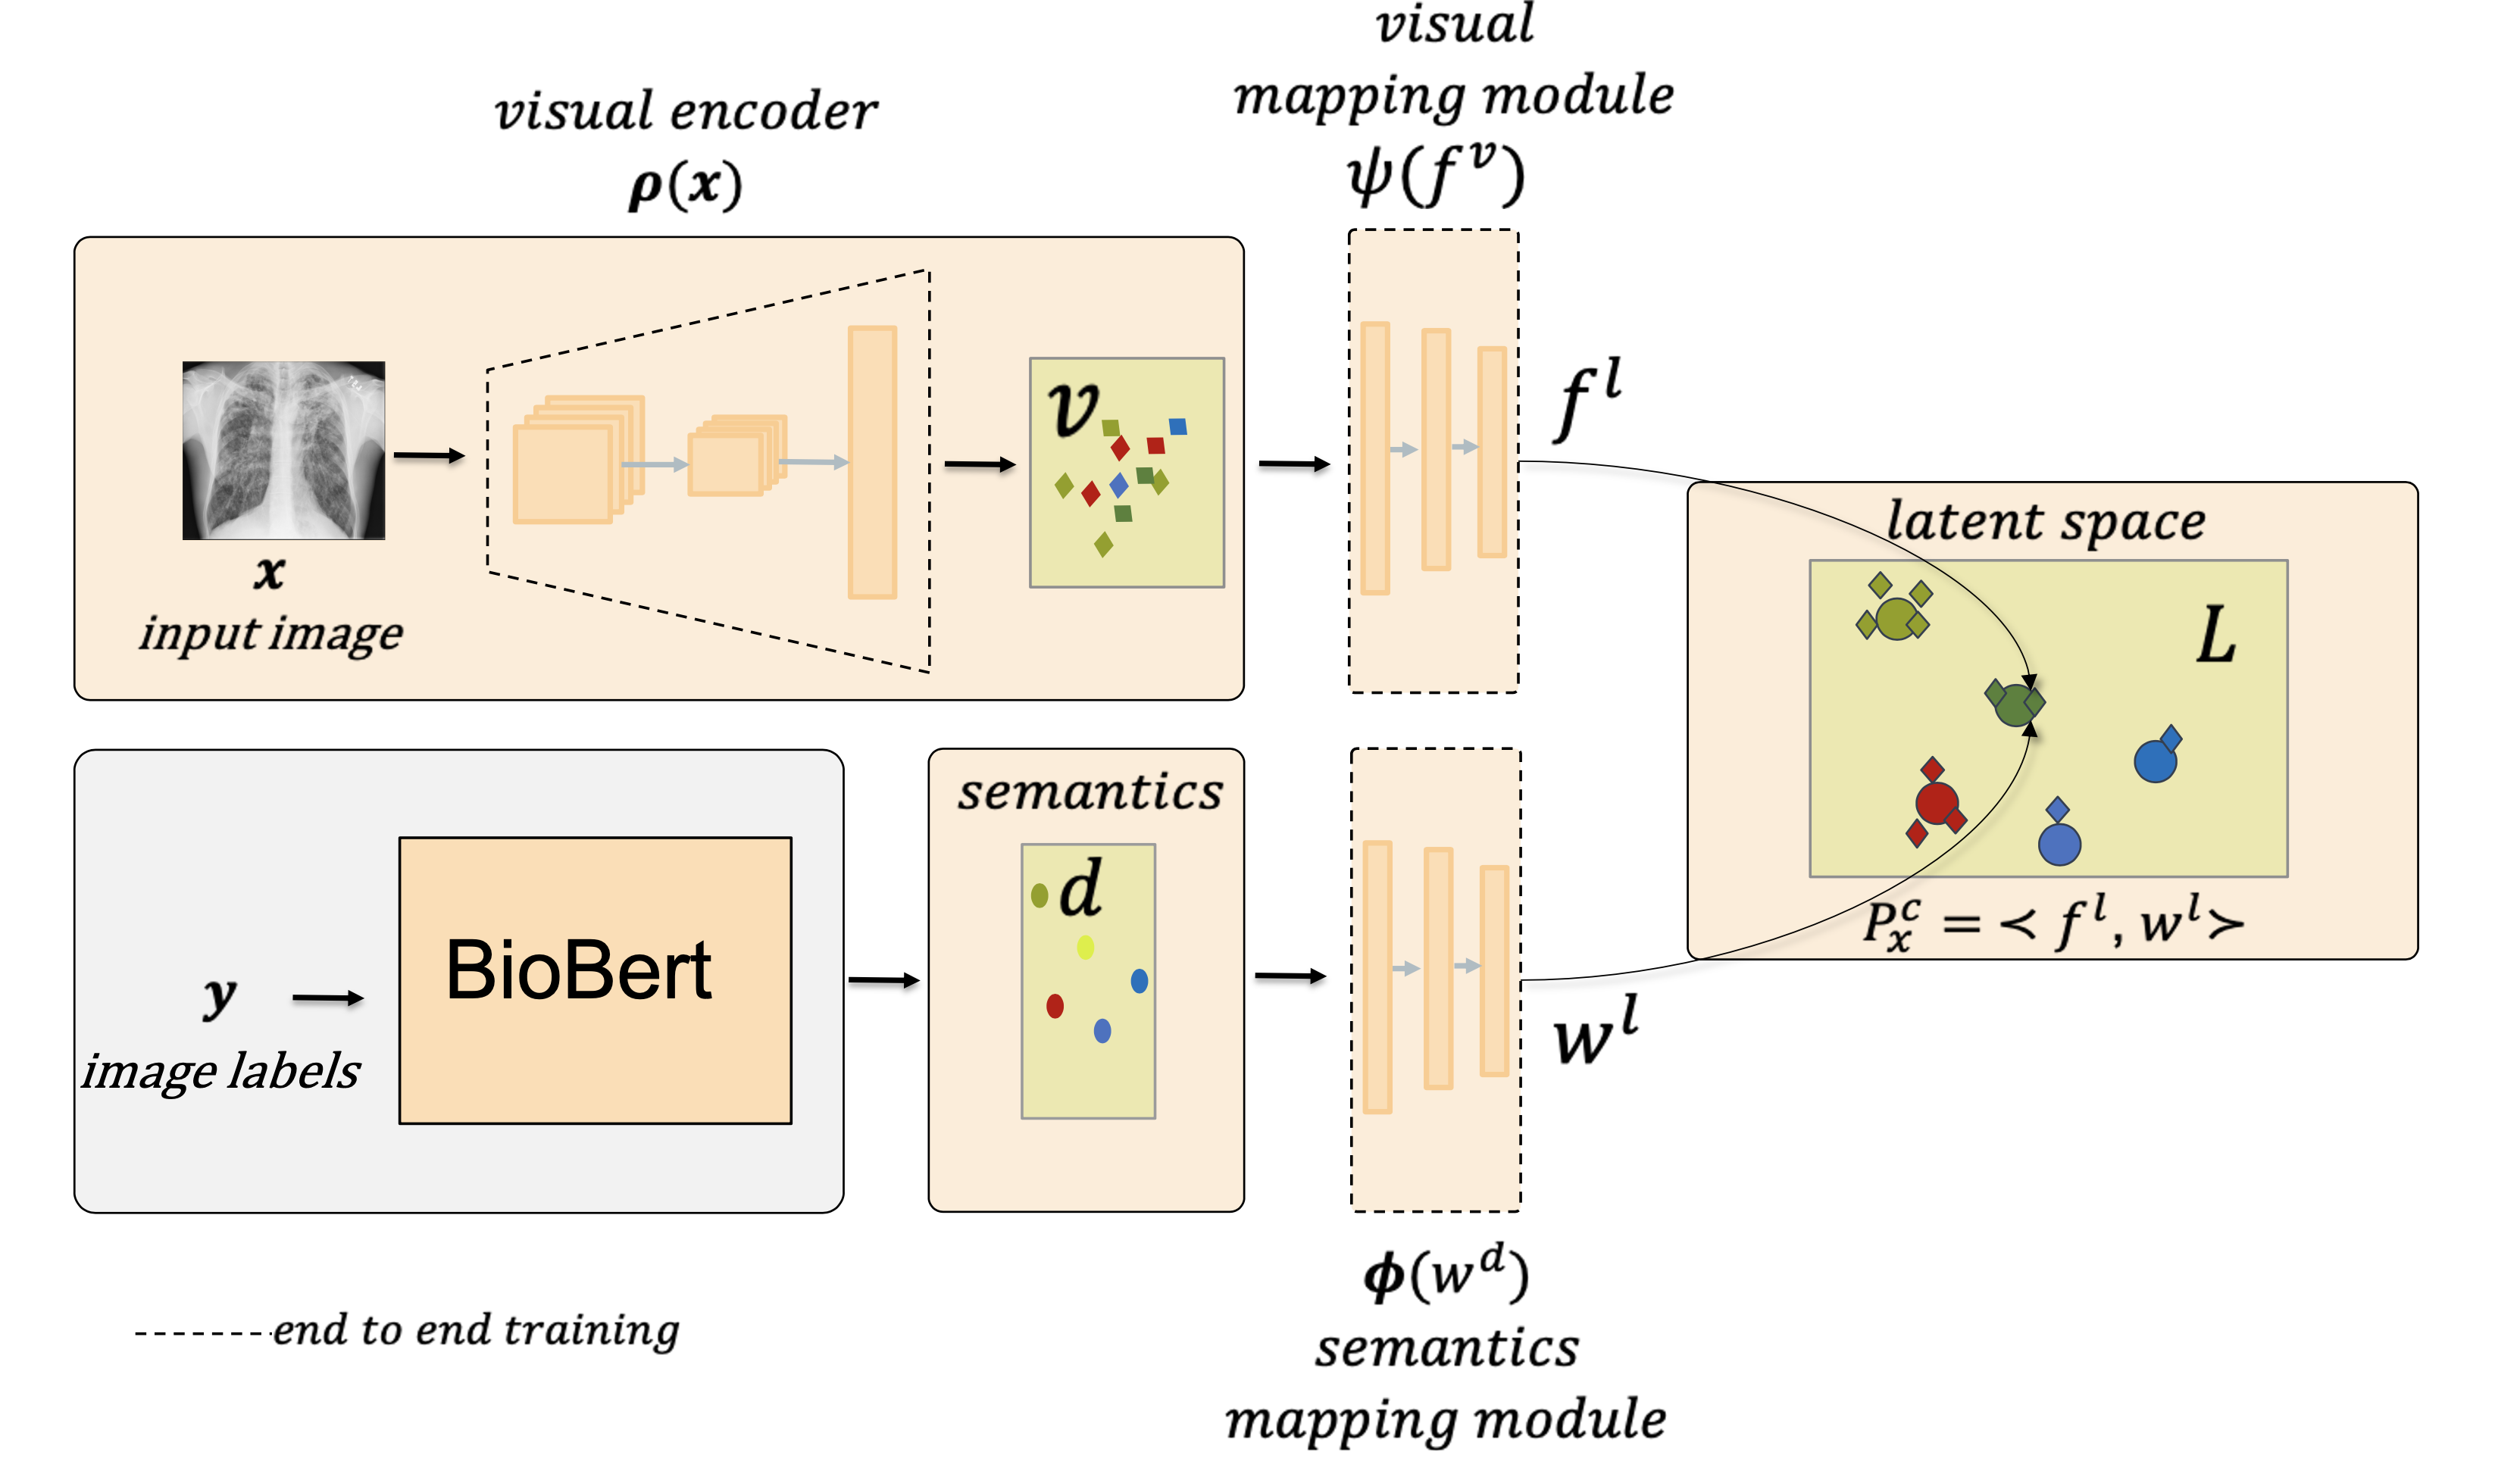 visual encoder
ρ(x)
visual
mapping module
ψ(f^v)
x
input image
v
f^l
latent space
L
P_x^c = ≺ f^l, w^l ≻
y
image labels
BioBert
semantics
d
w^l
ϕ(w^d)
semantics
mapping module
end to end training